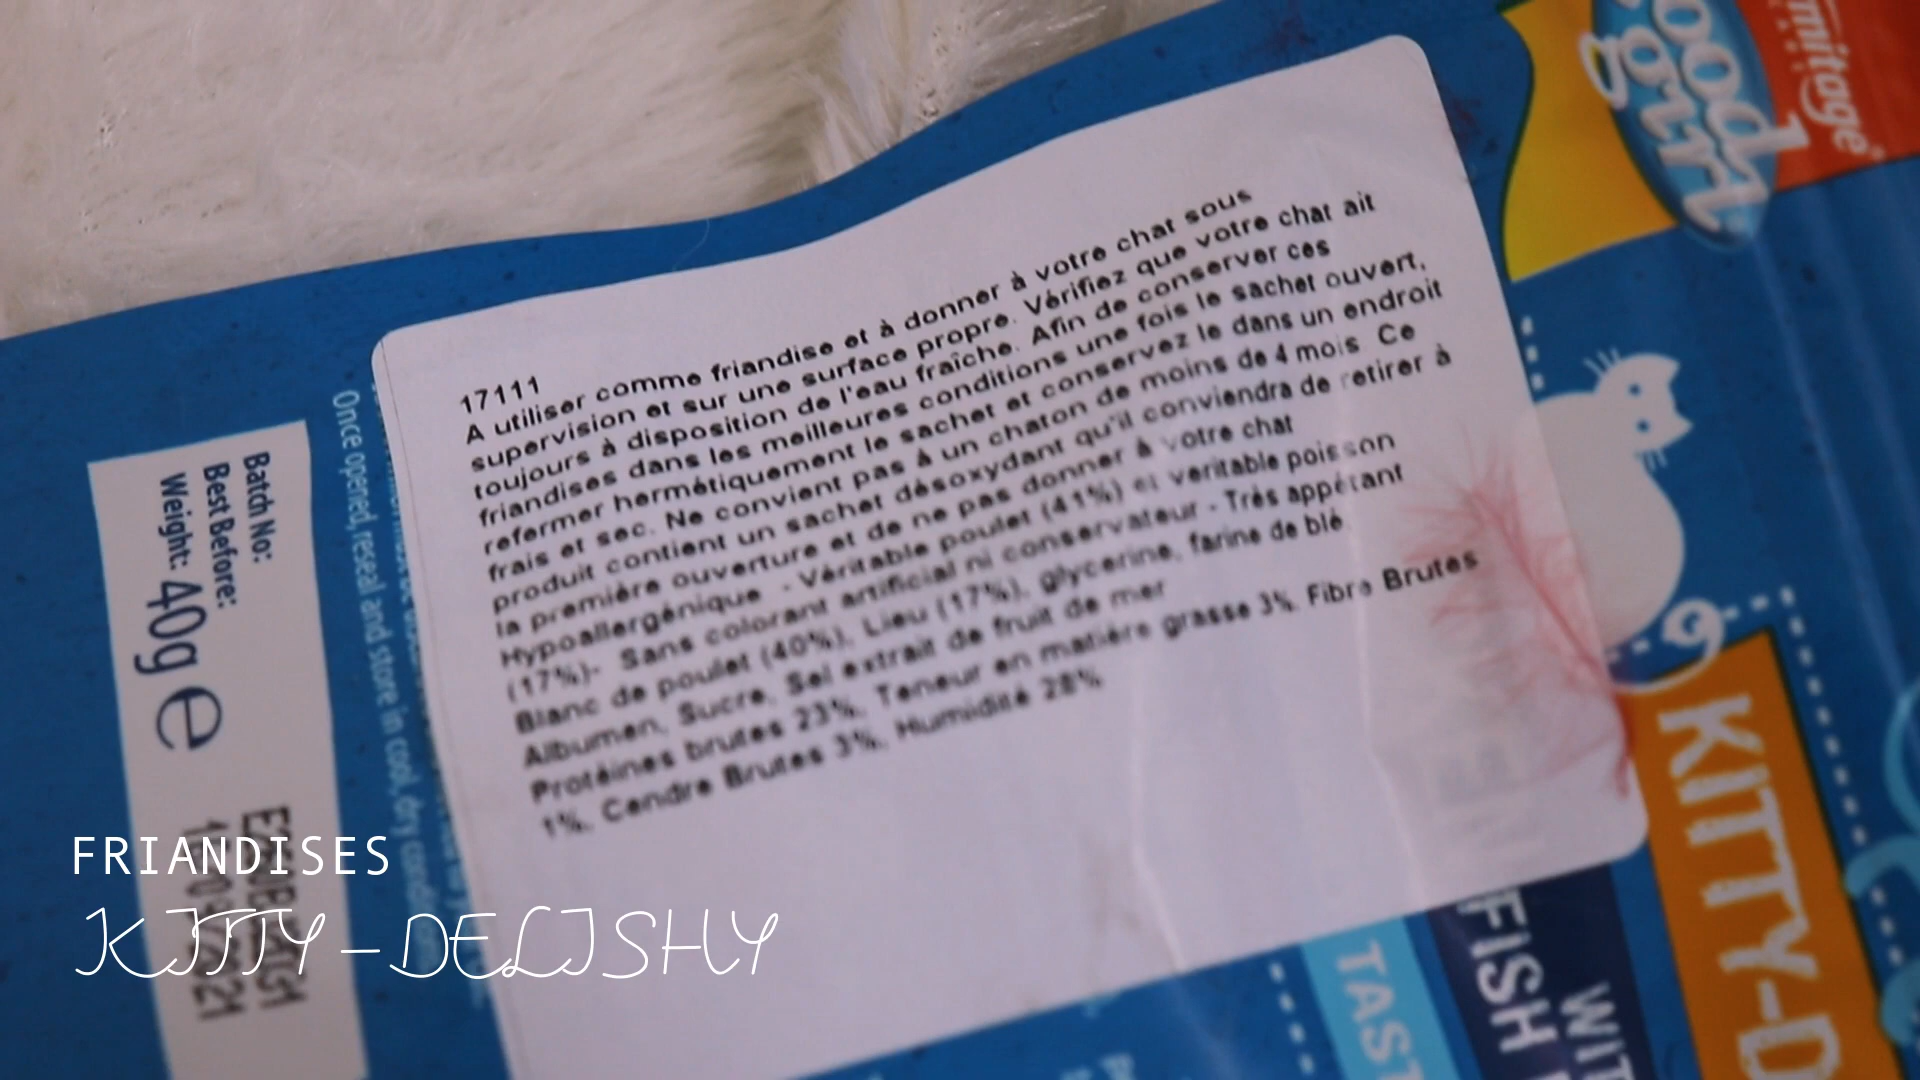 17111
A utiliser comme friandise et à donner à votre chat sous
supervision et sur une surface propre. Vérifiez que votre chat ait
toujours à disposition de l'eau fraîche. Afin de conserver ces
friandises dans les meilleures conditions une fois le sachet ouvert,
refermer hermétiquement le sachet et conservez le dans un endroit
frais et sec. Ne convient pas à un chaton de moins de 4 mois Ce
produit contient un sachet désoxydant qu'il conviendra de retirer à
la première ouverture et de ne pas donner à votre chat
Hypoallergénique - Véritable poulet (41%) et veritable poisson
(17%)- Sans colorant artificial ni conservateur - Très appétant
Blanc de poulet (40%), Lieu (17%), glycerine, farine de blé
Albumen, Sucre, Sel extrait de fruit de mer
Protéines brutes 23%, Teneur en matière grasse 3%. Fibre Brutes
1%, Cendre Brutes 3%, Humidité 28%
Once opened, reseal and store in cool, dry
Batch No:
Best Before:
Weight: 40g e
mitage
Good
girl
KITTY-D
WIT
FISH
TAST
FRIANDISES
KITTY-DELISHY